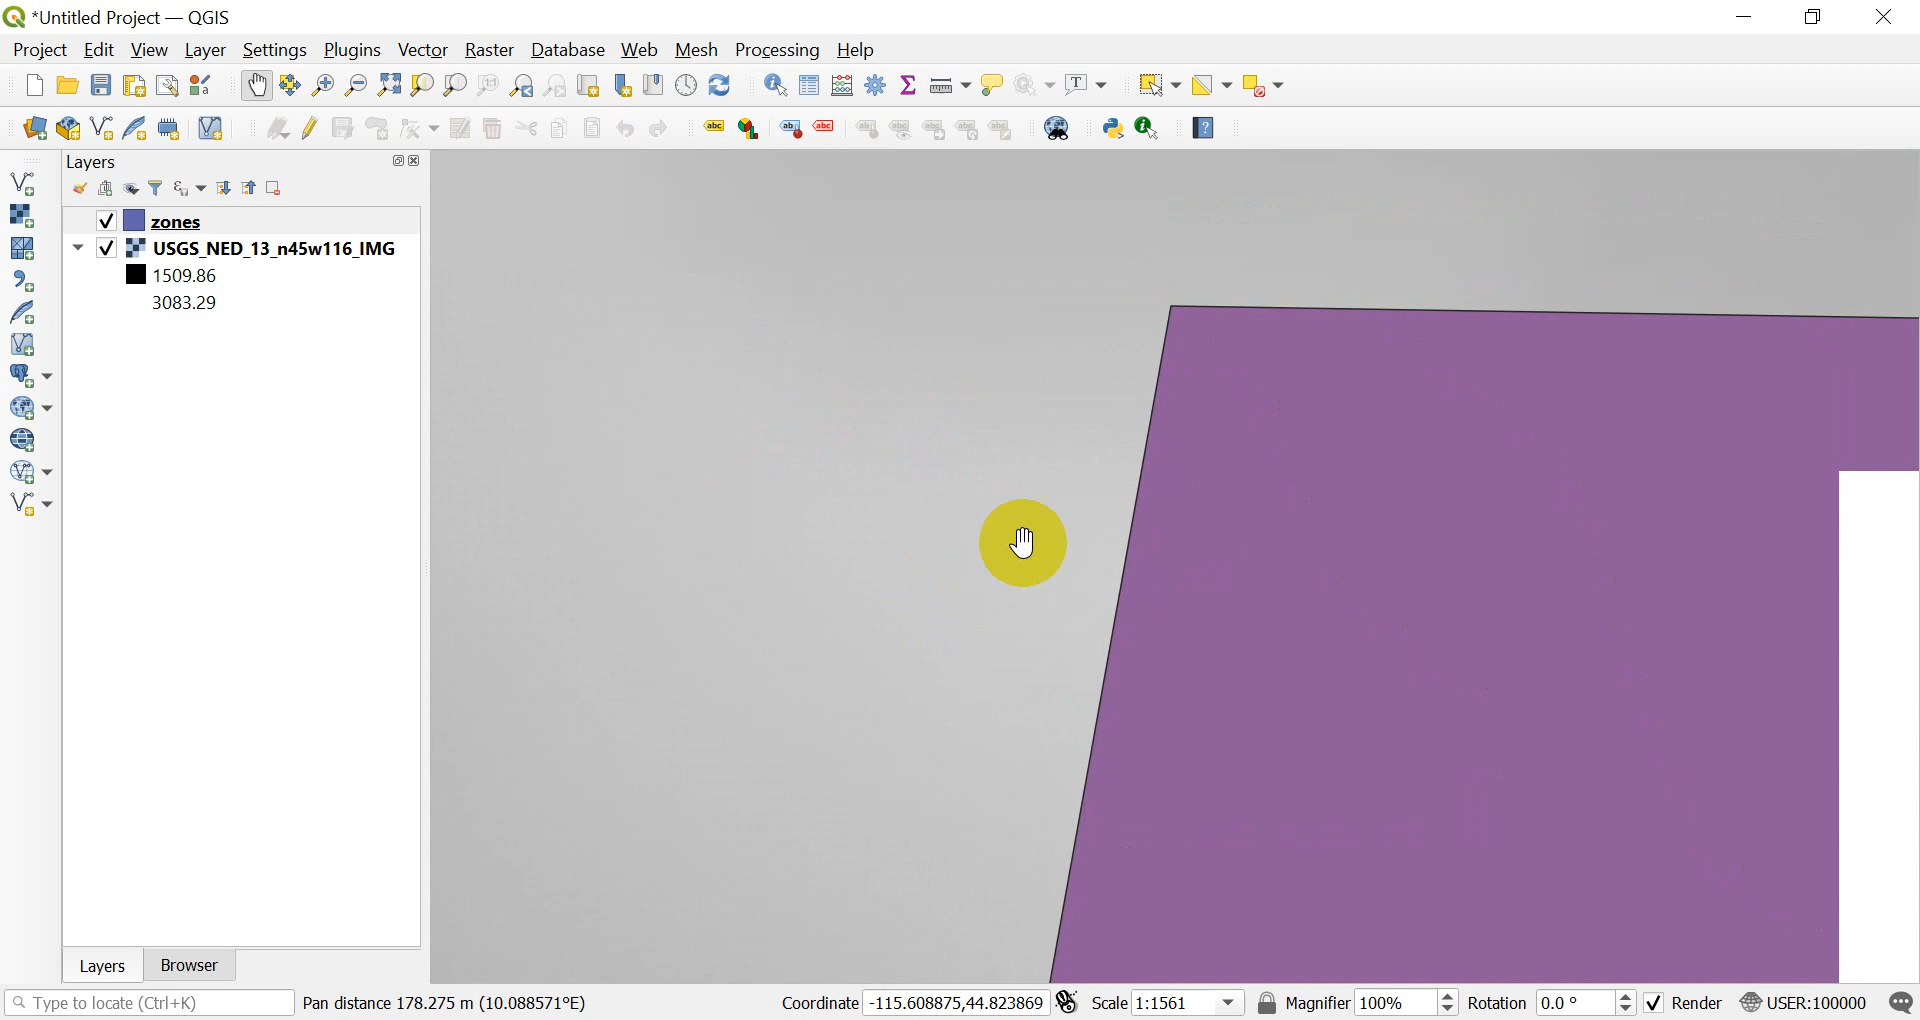 *Untitled Project — QGIS
Project Edit View Layer Settings Plugins Vector Raster Database Web Mesh Processing Help
Layers
zones
USGS_NED_13_n45w116_IMG
1509.86
3083.29
Layers Browser
Type to locate (Ctrl+K) Pan distance 178.275 m (10.088571°E) Coordinate -115.608875,44.823869 Scale 1:1561 Magnifier 100% Rotation 0.0 ° Render USER:100000